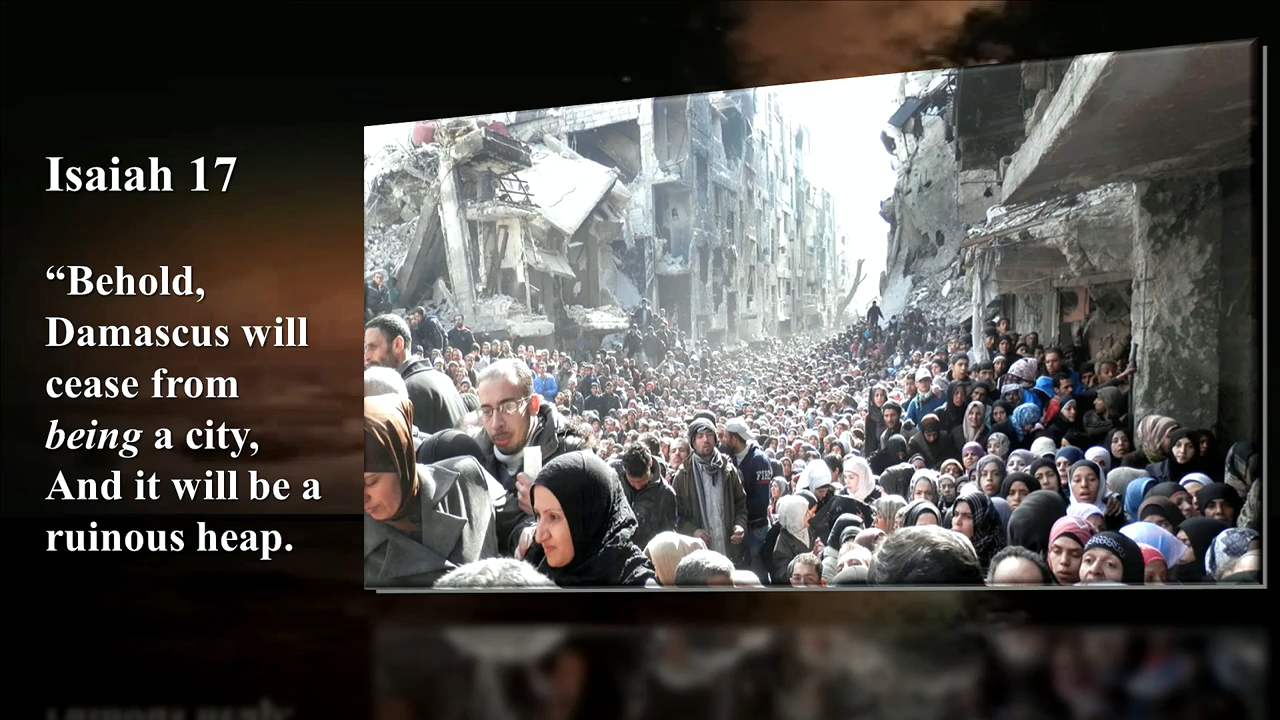 Isaiah 17
“Behold,
Damascus will
cease from
being a city,
And it will be a
ruinous heap.